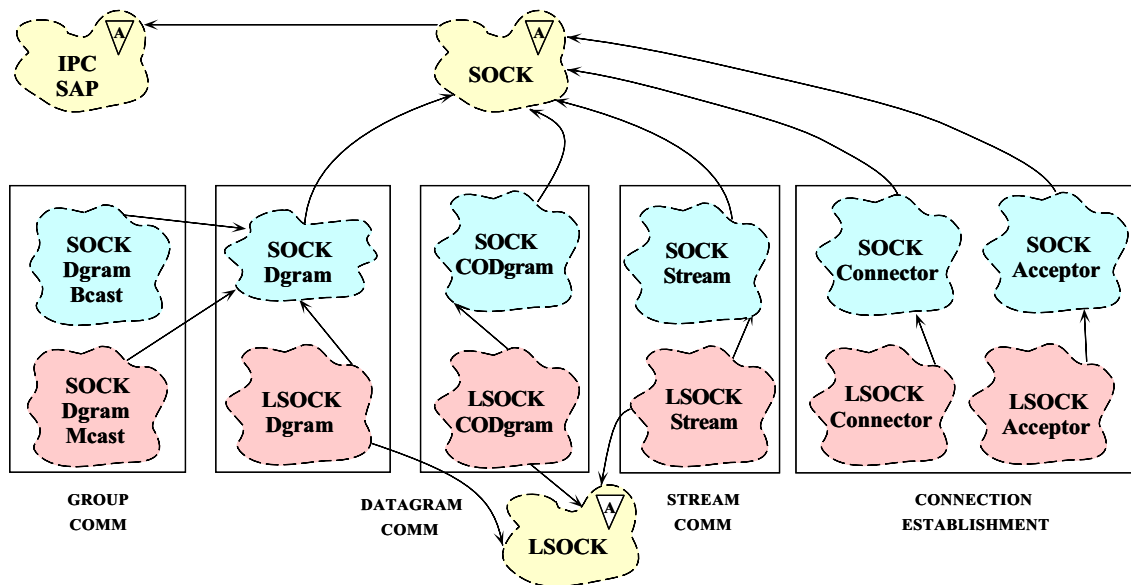 A
IPC
SAP
A
SOCK
SOCK
Dgram
Bcast
SOCK
Dgram
SOCK
CODgram
SOCK
Stream
SOCK
Connector
SOCK
Acceptor
SOCK
Dgram
Mcast
LSOCK
Dgram
LSOCK
CODgram
LSOCK
Stream
LSOCK
Connector
LSOCK
Acceptor
GROUP
COMM
DATAGRAM
COMM
STREAM
COMM
CONNECTION
ESTABLISHMENT
A
LSOCK